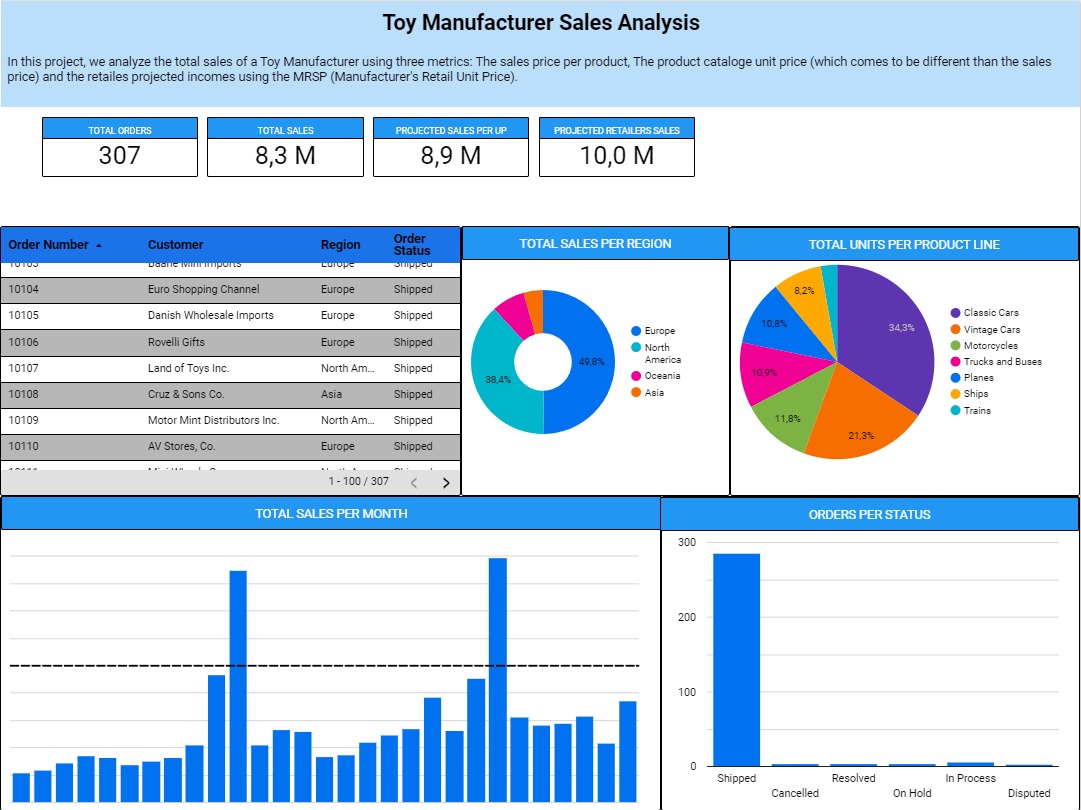 Toy Manufacturer Sales Analysis
In this project, we analyze the total sales of a Toy Manufacturer using three metrics: The sales price per product, The product cataloge unit price (which comes to be different than the sales
price) and the retailes projected incomes using the MRSP (Manufacturer's Retail Unit Price).
TOTAL ORDERS
307
TOTAL SALES
8,3 M
PROJECTED SALES PER UP
8,9 M
PROJECTED RETAILERS SALES
10,0 M
Order Number Customer Region Order Status
10103 Baane Mini Imports Europe Shipped
10104 Euro Shopping Channel Europe Shipped
10105 Danish Wholesale Imports Europe Shipped
10106 Rovelli Gifts Europe Shipped
10107 Land of Toys Inc. North Am... Shipped
10108 Cruz & Sons Co. Asia Shipped
10109 Motor Mint Distributors Inc. North Am... Shipped
10110 AV Stores, Co. Europe Shipped
1 - 100 / 307
TOTAL SALES PER REGION
49,8%
38,4%
Europe
North
America
Oceania
Asia
TOTAL UNITS PER PRODUCT LINE
34,3%
21,3%
11,8%
10,9%
10,8%
8,2%
Classic Cars
Vintage Cars
Motorcycles
Trucks and Buses
Planes
Ships
Trains
TOTAL SALES PER MONTH
ORDERS PER STATUS
300
200
100
0
Shipped
Cancelled
Resolved
On Hold
In Process
Disputed